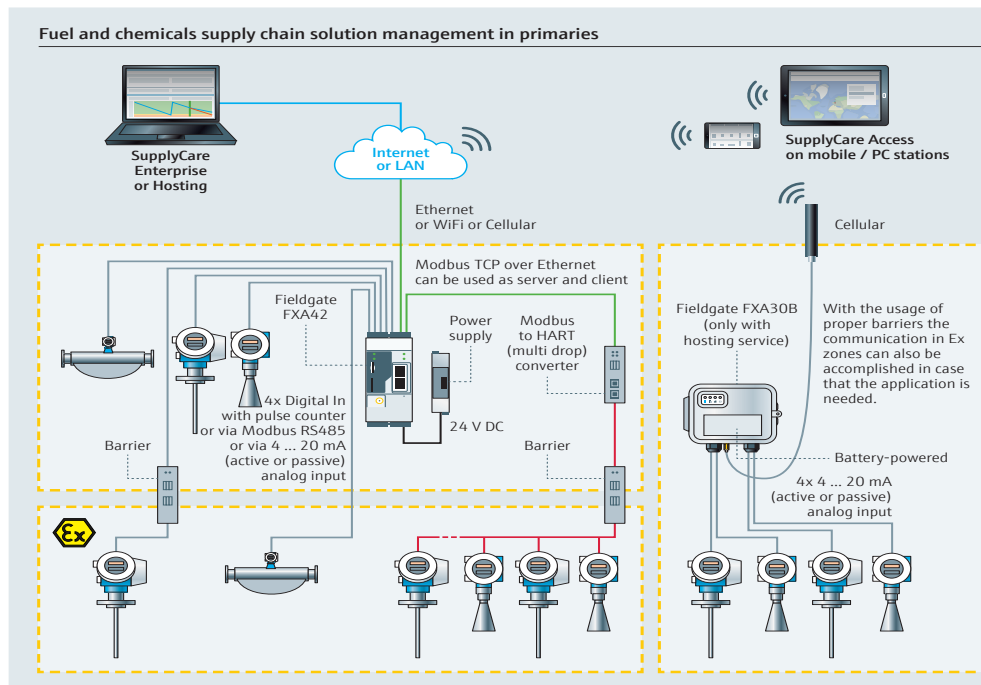 Fuel and chemicals supply chain solution management in primaries
SupplyCare
Enterprise
or Hosting
Internet
or LAN
SupplyCare Access
on mobile / PC stations
Ethernet
or WiFi or Cellular
Cellular
Modbus TCP over Ethernet
can be used as server and client
Fieldgate
FXA42
Power
supply
Modbus
to HART
(multi drop)
converter
24 V DC
4x Digital In
with pulse counter
or via Modbus RS485
or via 4 ... 20 mA
(active or passive)
analog input
Barrier
Barrier
Fieldgate FXA30B
(only with
hosting service)
With the usage of
proper barriers the
communication in Ex
zones can also be
accomplished in case
that the application is
needed.
Battery-powered
4x 4 ... 20 mA
(active or passive)
analog input
Ex